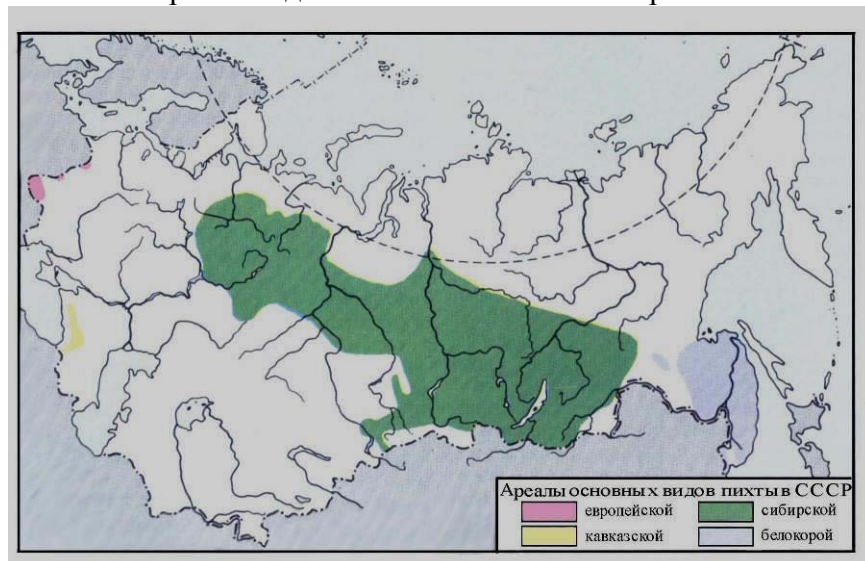 Ареалы основных видов пихты в СССР
европейской
сибирской
кавказской
белокорой